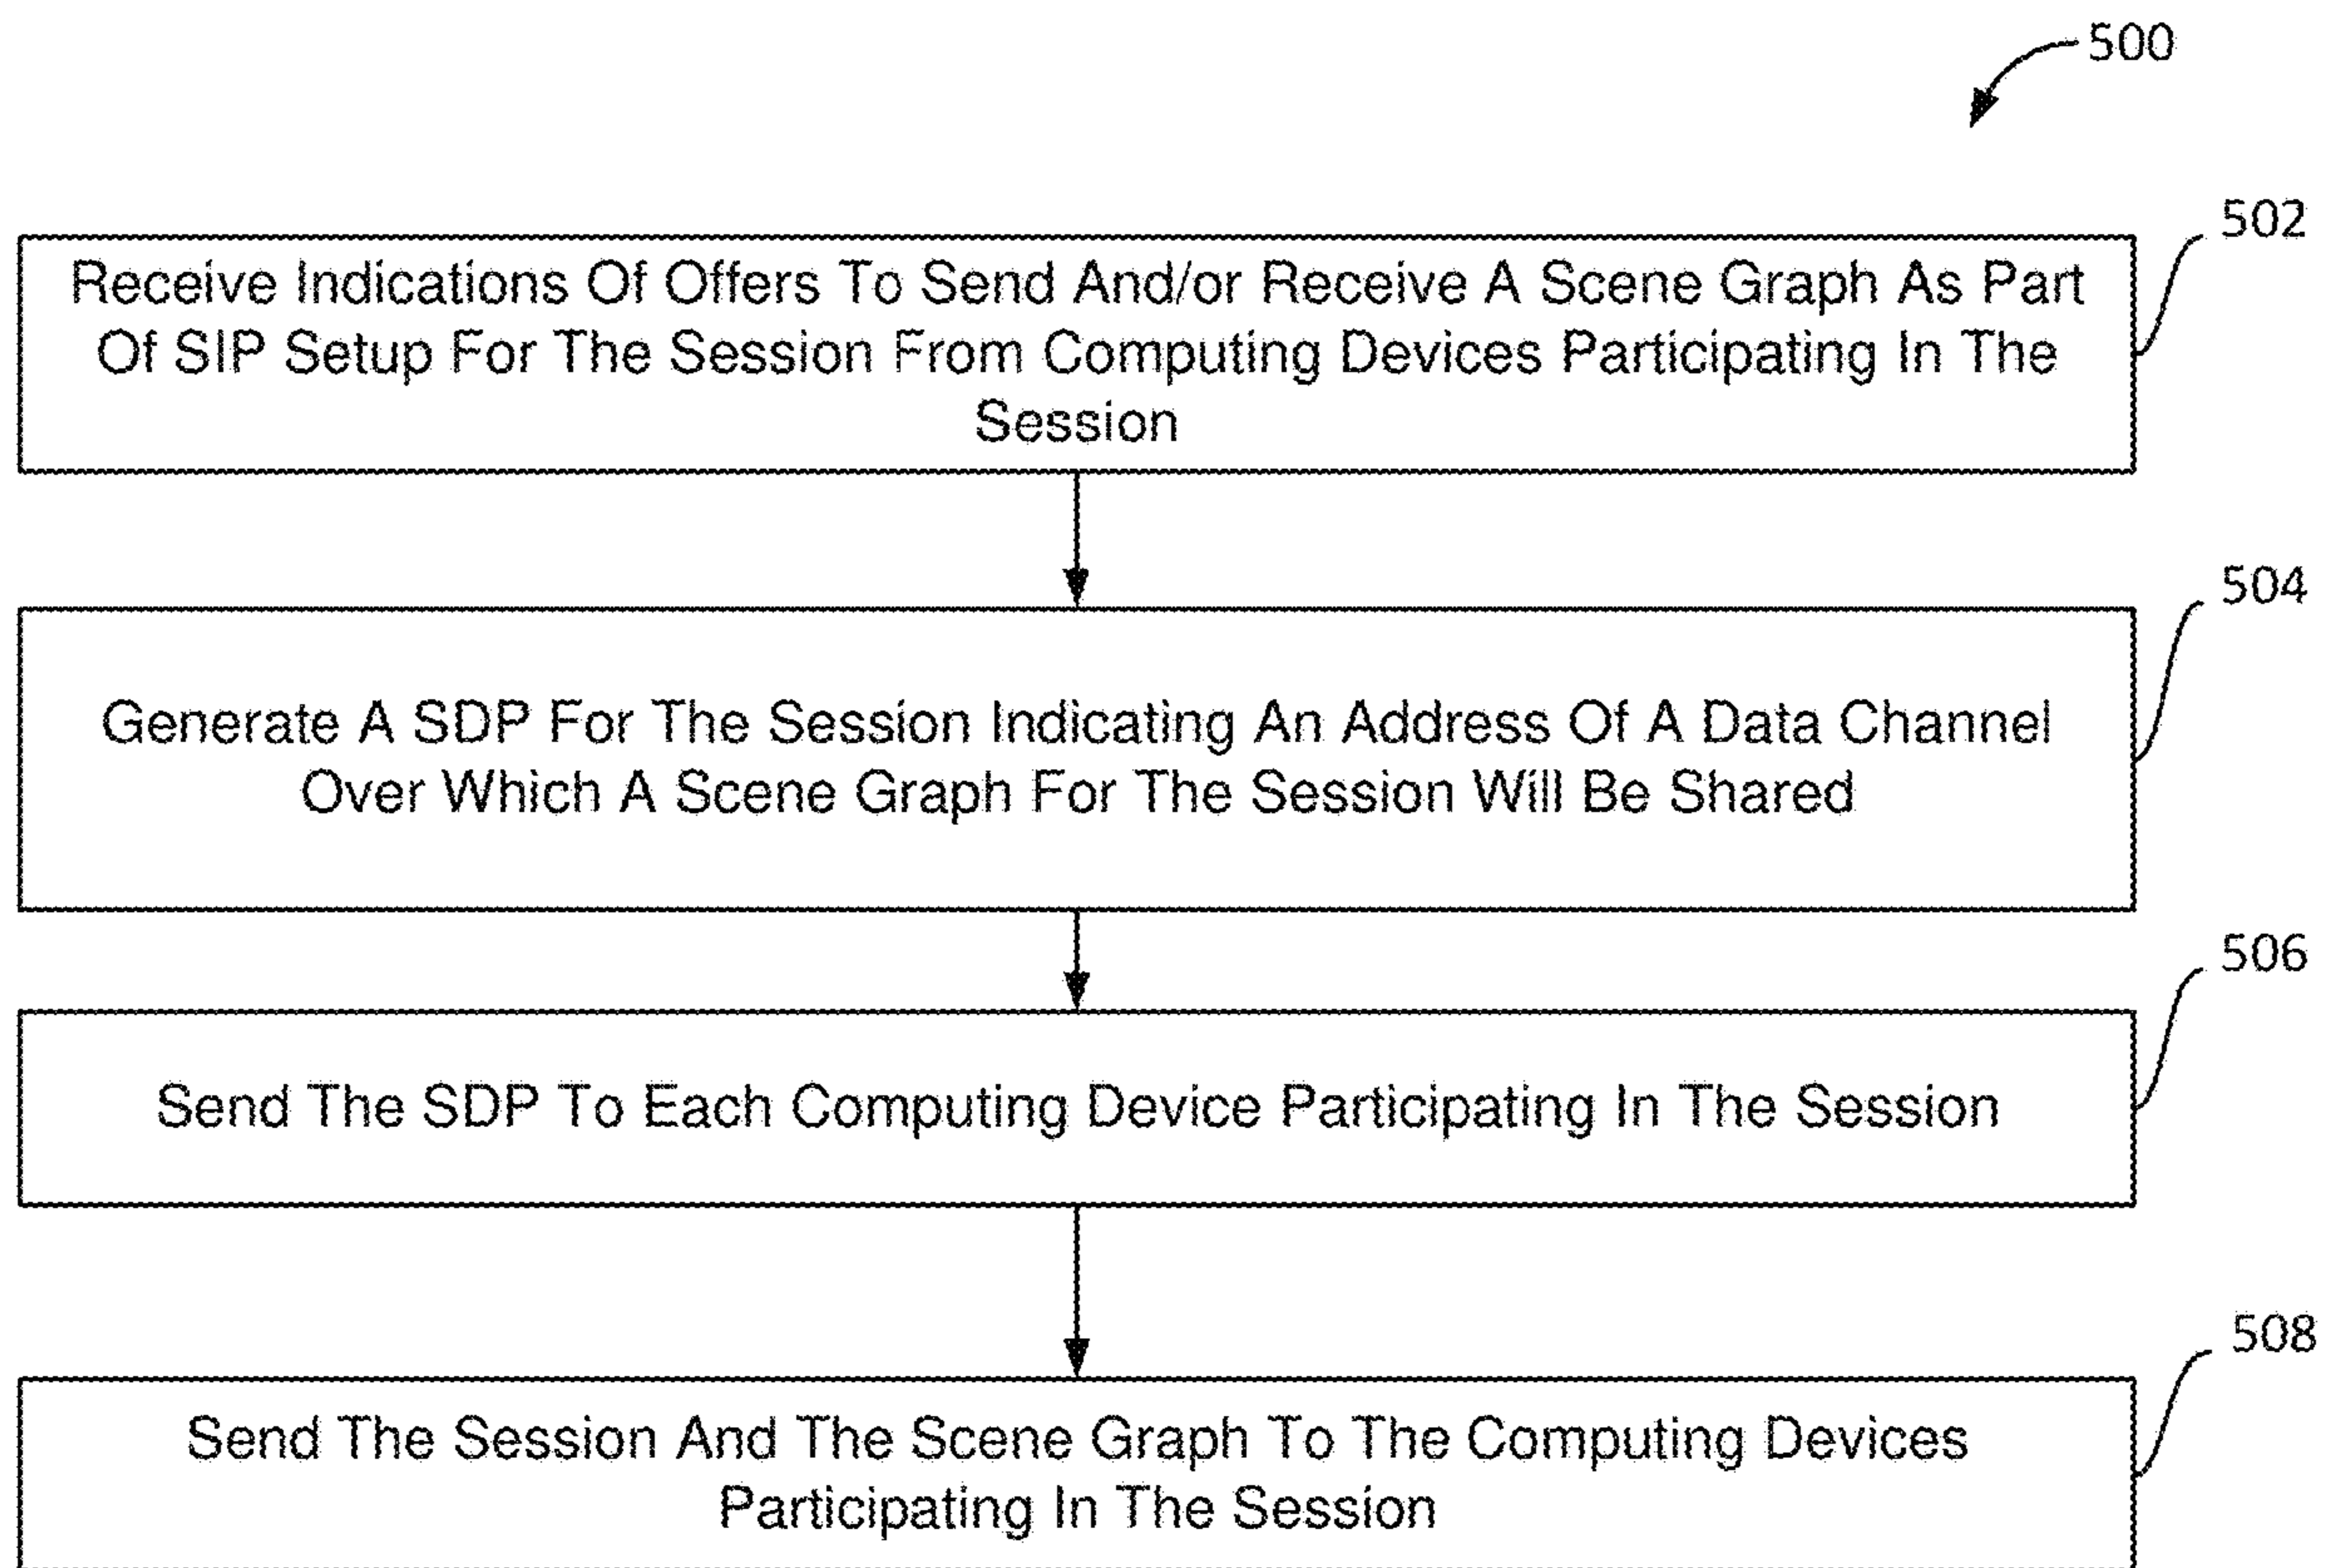 500
502
Receive Indications Of Offers To Send And/or Receive A Scene Graph As Part
Of SIP Setup For The Session From Computing Devices Participating In The
Session
504
Generate A SDP For The Session Indicating An Address Of A Data Channel
Over Which A Scene Graph For The Session Will Be Shared
506
Send The SDP To Each Computing Device Participating In The Session
508
Send The Session And The Scene Graph To The Computing Devices
Participating In The Session